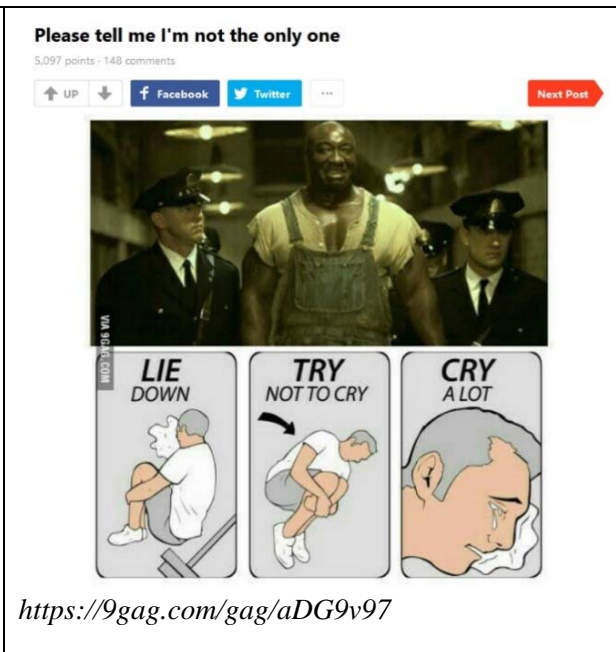 Please tell me I'm not the only one
5,097 points - 148 comments
UP
Facebook
Twitter
...
Next Post
VIA 9GAG.COM
LIE
DOWN
TRY
NOT TO CRY
CRY
A LOT
https://9gag.com/gag/aDG9v97